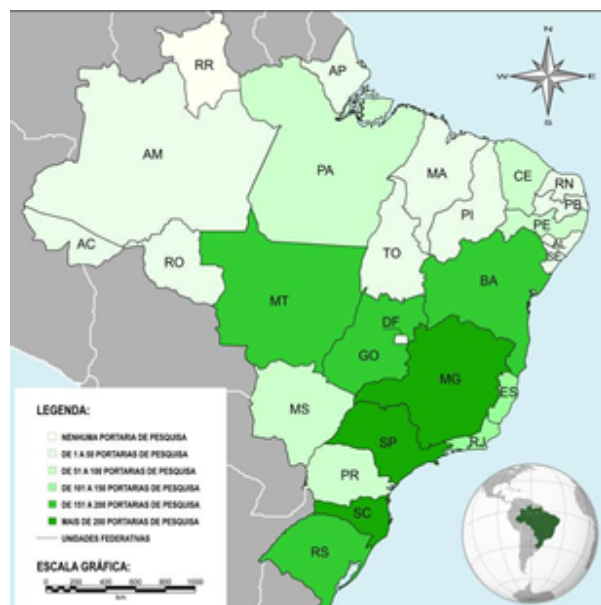 N
W E
S
RR
AP
AM
PA
MA
CE
RN
PB
PI
PE
AL
SE
AC
RO
TO
BA
MT
DF
GO
MG
ES
MS
SP
RJ
PR
SC
RS
LEGENDA:
NENHUMA PORTARIA DE PESQUISA
DE 1 A 50 PORTARIAS DE PESQUISA
DE 51 A 100 PORTARIAS DE PESQUISA
DE 101 A 150 PORTARIAS DE PESQUISA
DE 151 A 200 PORTARIAS DE PESQUISA
MAIS DE 200 PORTARIAS DE PESQUISA
UNIDADES FEDERATIVAS
ESCALA GRÁFICA:
0 200 400 600 800 1000
km